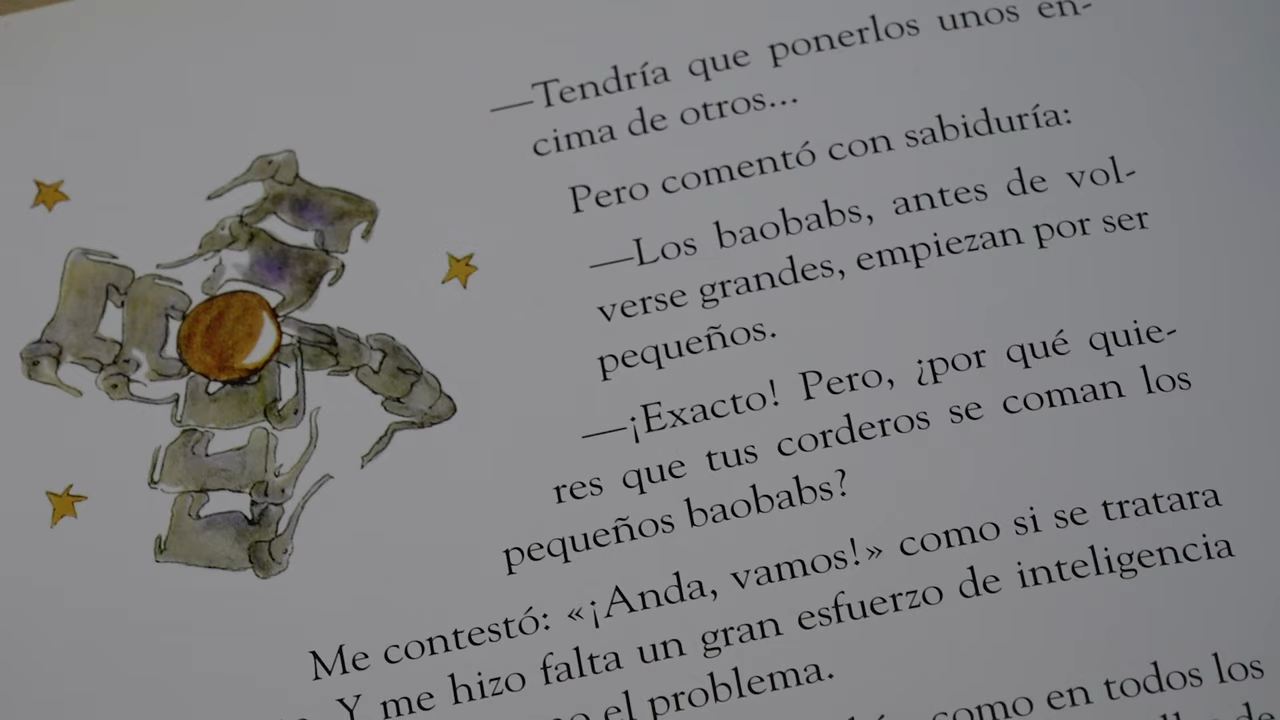 —Tendría que ponerlos unos en-
cima de otros...
Pero comentó con sabiduría:
—Los baobabs, antes de vol-
verse grandes, empiezan por ser
pequeños.
—¡Exacto! Pero, ¿por qué quie-
res que tus corderos se coman los
pequeños baobabs?
Me contestó: «¡Anda, vamos!» como si se tratara
Y me hizo falta un gran esfuerzo de inteligencia
el problema.
como en todos los
de